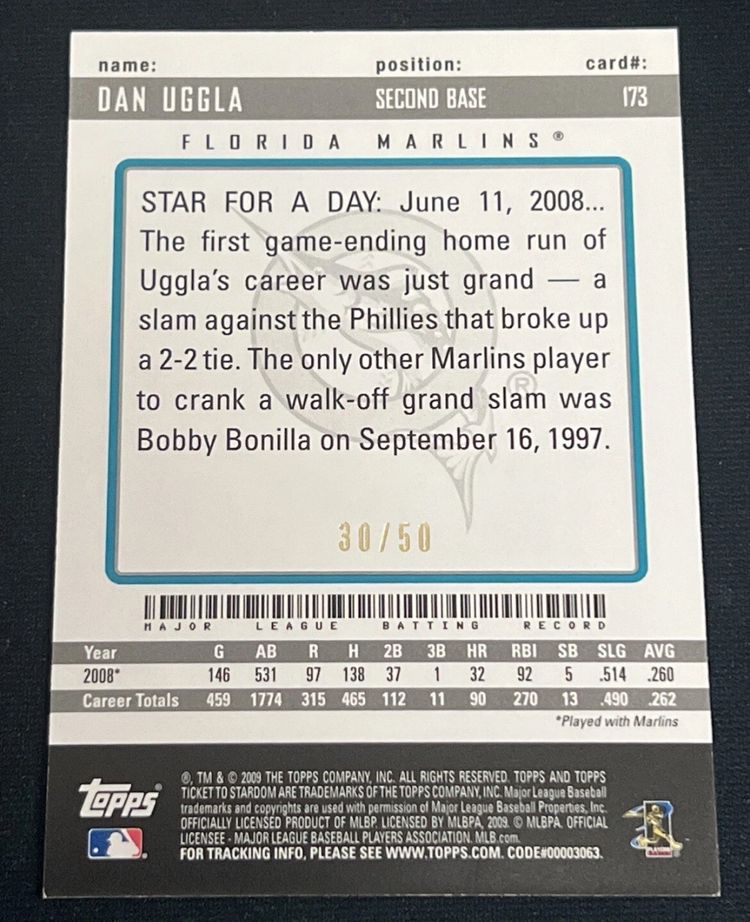 name: position: card#:
DAN UGGLA SECOND BASE 173
FLORIDA MARLINS®
STAR FOR A DAY: June 11, 2008...
The first game-ending home run of
Uggla's career was just grand — a
slam against the Phillies that broke up
a 2-2 tie. The only other Marlins player
to crank a walk-off grand slam was
Bobby Bonilla on September 16, 1997.
®
30/50
MAJOR LEAGUE BATTING RECORD
Year G AB R H 2B 3B HR RBI SB SLG AVG
2008* 146 531 97 138 37 1 32 92 5 .514 .260
Career Totals 459 1774 315 465 112 11 90 270 13 .490 .262
*Played with Marlins
®, TM & © 2009 THE TOPPS COMPANY, INC. ALL RIGHTS RESERVED. TOPPS AND TOPPS
TICKET TO STARDOM ARE TRADEMARKS OF THE TOPPS COMPANY, INC. Major League Baseball
trademarks and copyrights are used with permission of Major League Baseball Properties, Inc.
OFFICIALLY LICENSED PRODUCT OF MLBP. LICENSED BY MLBPA, 2009. © MLBPA. OFFICIAL
LICENSEE - MAJOR LEAGUE BASEBALL PLAYERS ASSOCIATION. MLB.com.
FOR TRACKING INFO, PLEASE SEE WWW.TOPPS.COM. CODE#00003063.
Topps